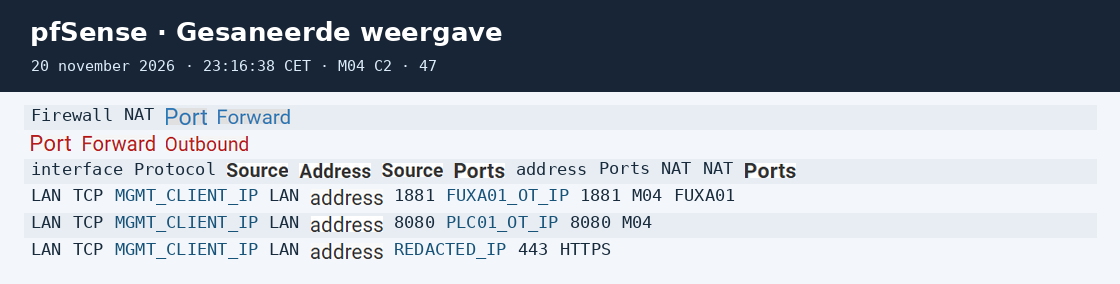 pfSense · Gesaneerde weergave
20 november 2026 · 23:16:38 CET · M04 C2 · 47
Firewall NAT Port Forward
Port Forward Outbound
interface Protocol Source Address Source Ports address Ports NAT NAT Ports
LAN TCP MGMT_CLIENT_IP LAN address 1881 FUXA01_OT_IP 1881 M04 FUXA01
LAN TCP MGMT_CLIENT_IP LAN address 8080 PLC01_OT_IP 8080 M04
LAN TCP MGMT_CLIENT_IP LAN address REDACTED_IP 443 HTTPS